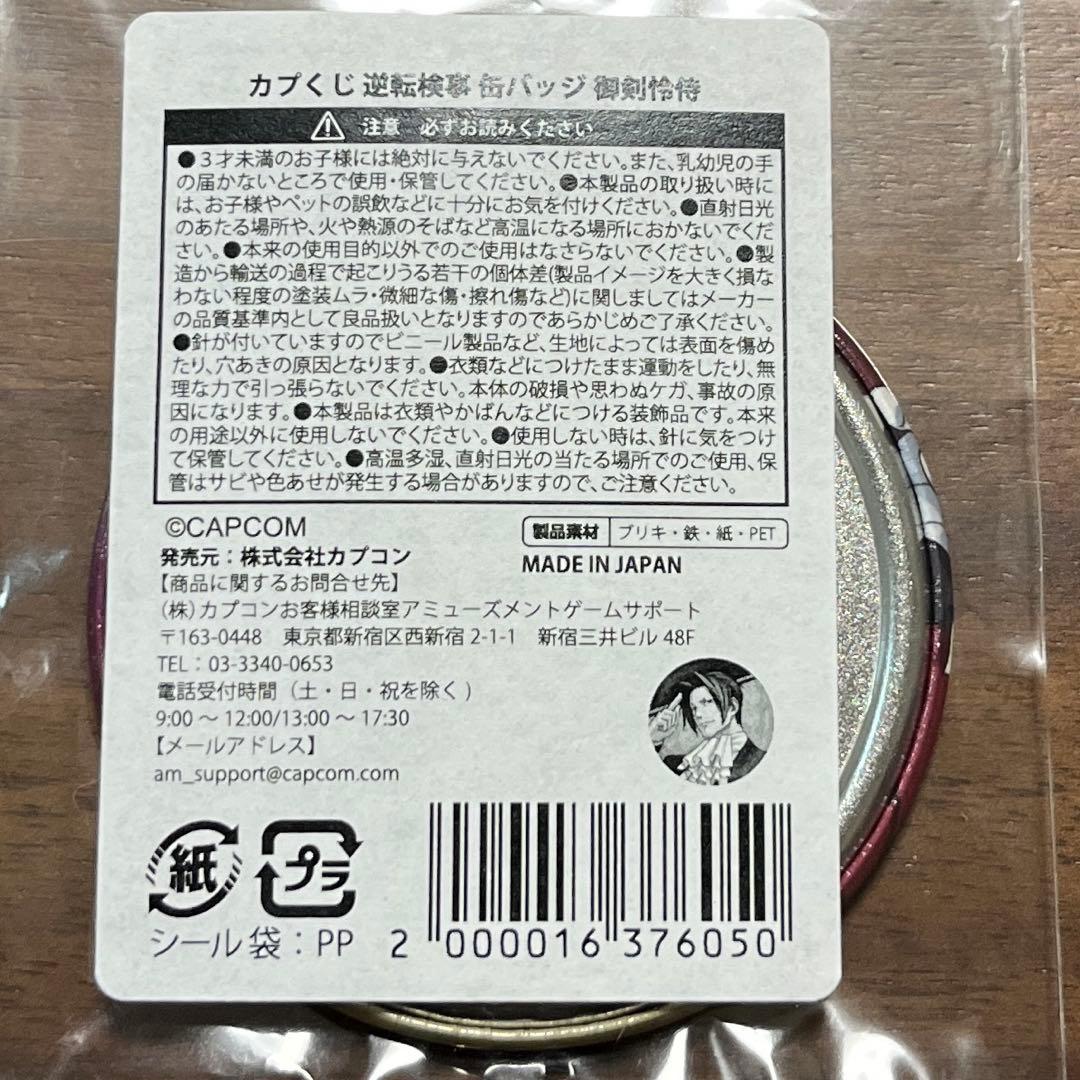 カプくじ 逆転検事 缶バッジ 御剣怜侍
注意 必ずお読みください
●3才未満のお子様には絶対に与えないでください。また、乳幼児の手
の届かないところで使用・保管してください。●本製品の取り扱い時に
は、お子様やペットの誤飲などに十分にお気を付けください。●直射日光
のあたる場所や、火や熱源のそばなど高温になる場所におかないでくだ
さい。●本来の使用目的以外でのご使用はなさらないでください。●製
造から輸送の過程で起こりうる若干の個体差(製品イメージを大きく損な
わない程度の塗装ムラ・微細な傷・擦れ傷など)に関しましてはメーカー
の品質基準内として良品扱いとなりますのであらかじめご了承ください。
●針が付いていますのでビニール製品など、生地によっては表面を傷め
たり、穴あきの原因となります。●衣類などにつけたまま運動をしたり、無
理な力で引っ張らないでください。本体の破損や思わぬケガ、事故の原
因になります。●本製品は衣類やかばんなどにつける装飾品です。本来
の用途以外に使用しないでください。●使用しない時は、針に気をつけ
て保管してください。●高温多湿、直射日光の当たる場所でのご使用、保
管はサビや色あせが発生する場合がありますので、ご注意ください。
©CAPCOM
製品素材 ブリキ・鉄・紙・PET
発売元:株式会社カプコン
MADE IN JAPAN
【商品に関するお問合せ先】
(株)カプコンお客様相談室アミューズメントゲームサポート
〒163-0448 東京都新宿区西新宿 2-1-1 新宿三井ビル 48F
TEL:03-3340-0653
電話受付時間(土・日・祝を除く)
9:00 ~ 12:00/13:00 ~ 17:30
【メールアドレス】
am_support@capcom.com
紙 プラ
シール 袋:PP
2 000016 376050